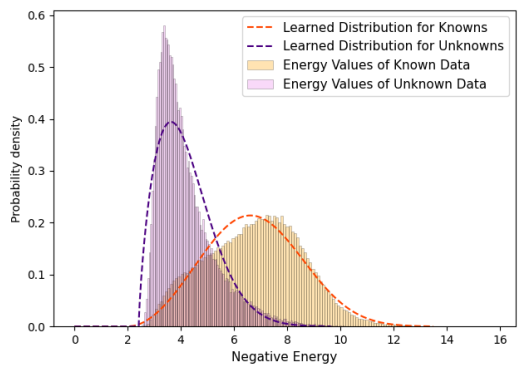 0.6
0.5
0.4
0.3
0.2
0.1
0.0
Probability density
Learned Distribution for Knowns
Learned Distribution for Unknowns
Energy Values of Known Data
Energy Values of Unknown Data
0 2 4 6 8 10 12 14 16
Negative Energy